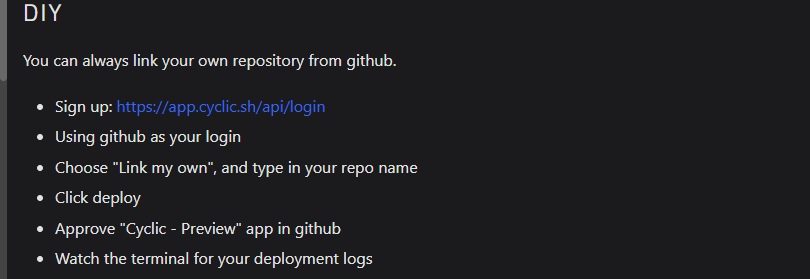 DIY
You can always link your own repository from github.
Sign up: https://app.cyclic.sh/api/login
Using github as your login
Choose "Link my own", and type in your repo name
Click deploy
Approve "Cyclic - Preview" app in github
Watch the terminal for your deployment logs